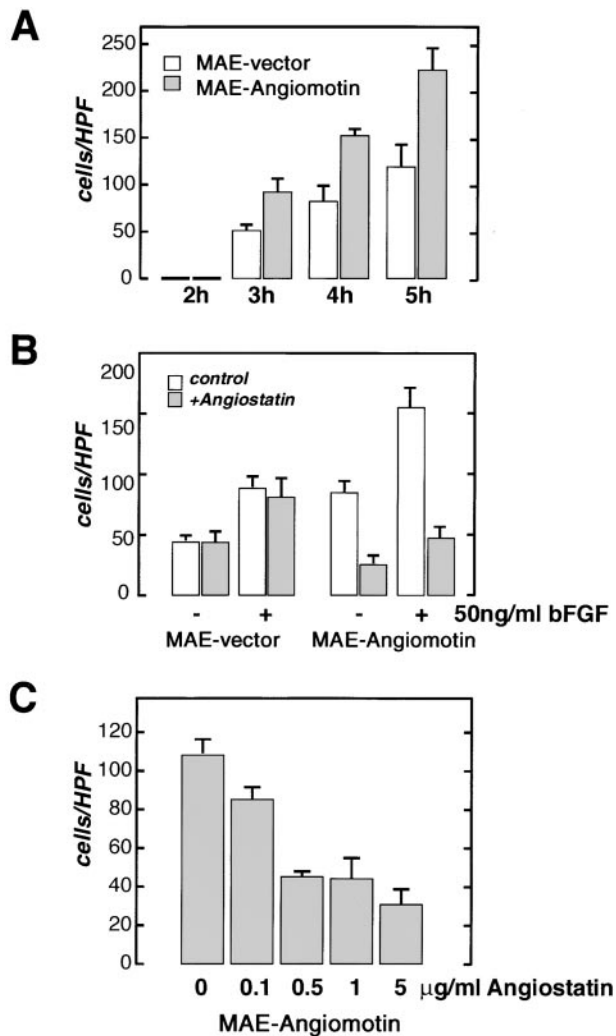 A
250
200
150
100
50
0
cells/HPF
MAE-vector
MAE-Angiomotin
2h 3h 4h 5h
B
200
150
100
50
0
cells/HPF
control
+Angiostatin
- + - + 50ng/ml bFGF
MAE-vector MAE-Angiomotin
C
120
100
80
60
40
20
0
cells/HPF
0 0.1 0.5 1 5 μg/ml Angiostatin
MAE-Angiomotin